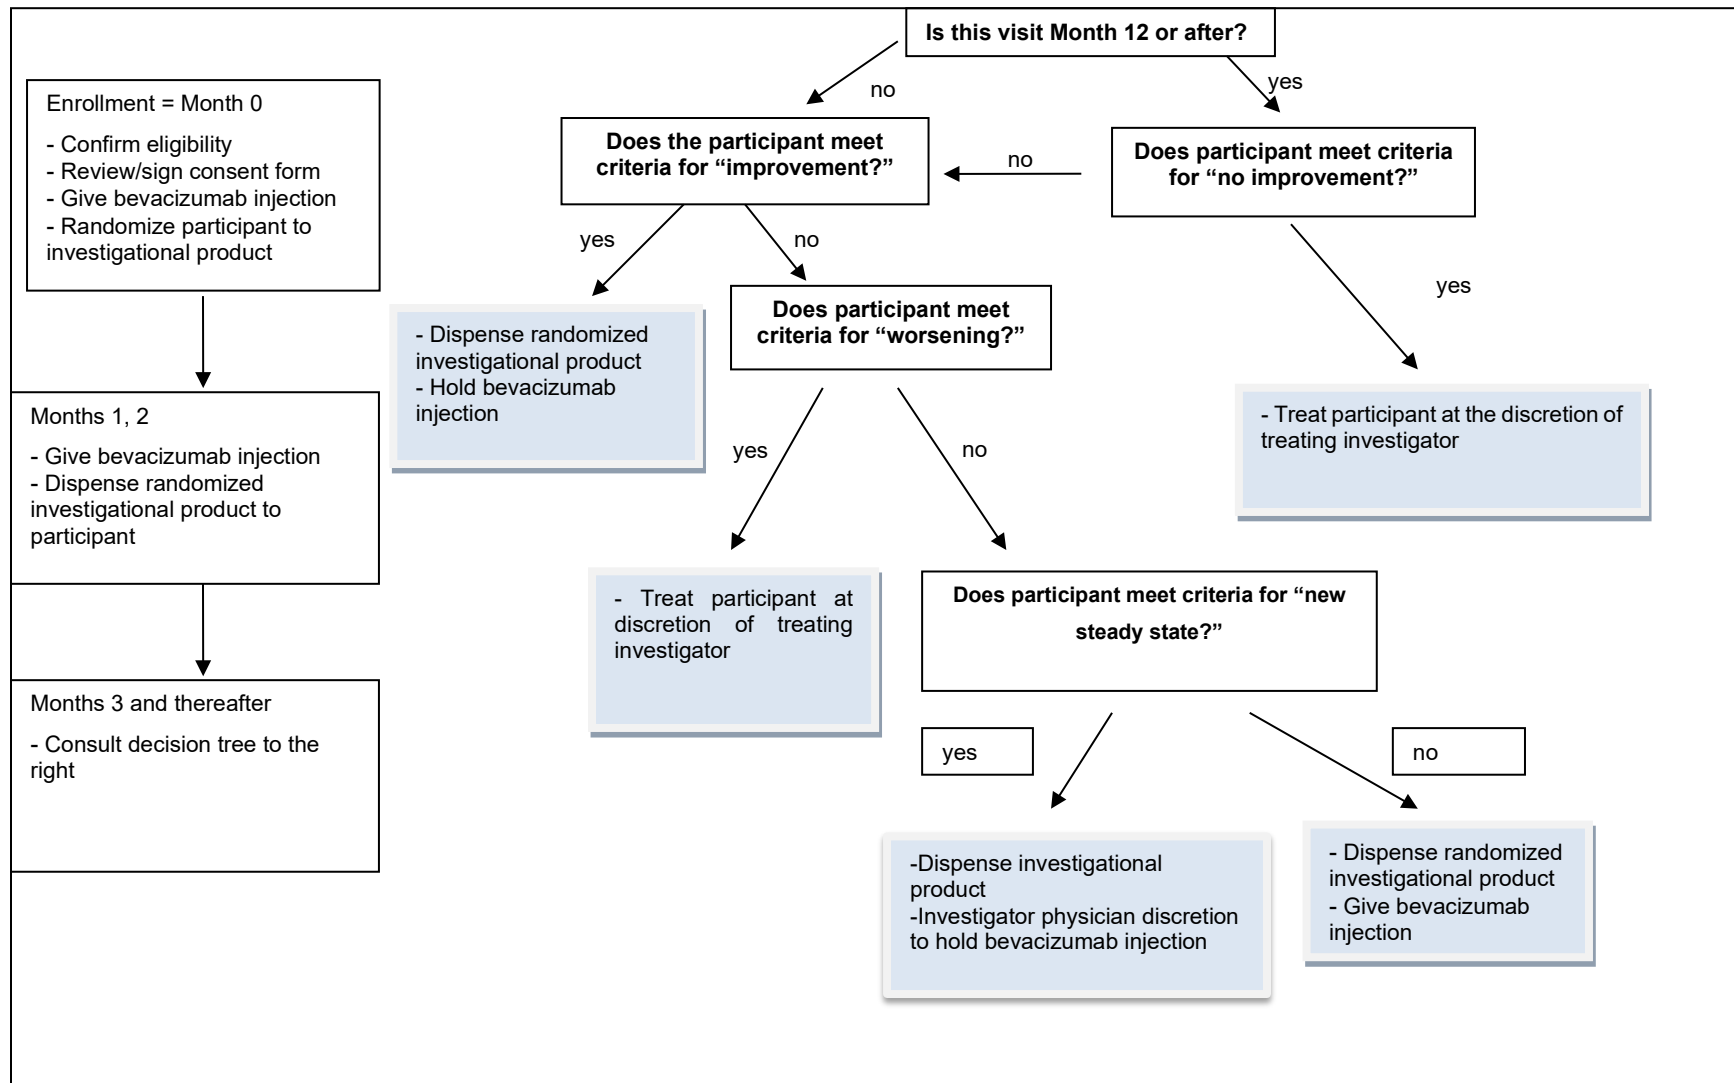 Is this visit Month 12 or after?
no
yes
Enrollment = Month 0
- Confirm eligibility
- Review/sign consent form
- Give bevacizumab injection
- Randomize participant to
investigational product
Months 1, 2
- Give bevacizumab injection
- Dispense randomized
investigational product to
participant
Months 3 and thereafter
- Consult decision tree to the
right
Does the participant meet
criteria for “improvement?”
no
Does participant meet criteria
for “no improvement?”
yes
no
yes
- Dispense randomized
investigational product
- Hold bevacizumab
injection
Does participant meet
criteria for “worsening?”
- Treat participant at the discretion of
treating investigator
yes
no
- Treat participant at
discretion of treating
investigator
Does participant meet criteria for “new
steady state?”
yes
no
-Dispense investigational
product
-Investigator physician discretion
to hold bevacizumab injection
- Dispense randomized
investigational product
- Give bevacizumab
injection